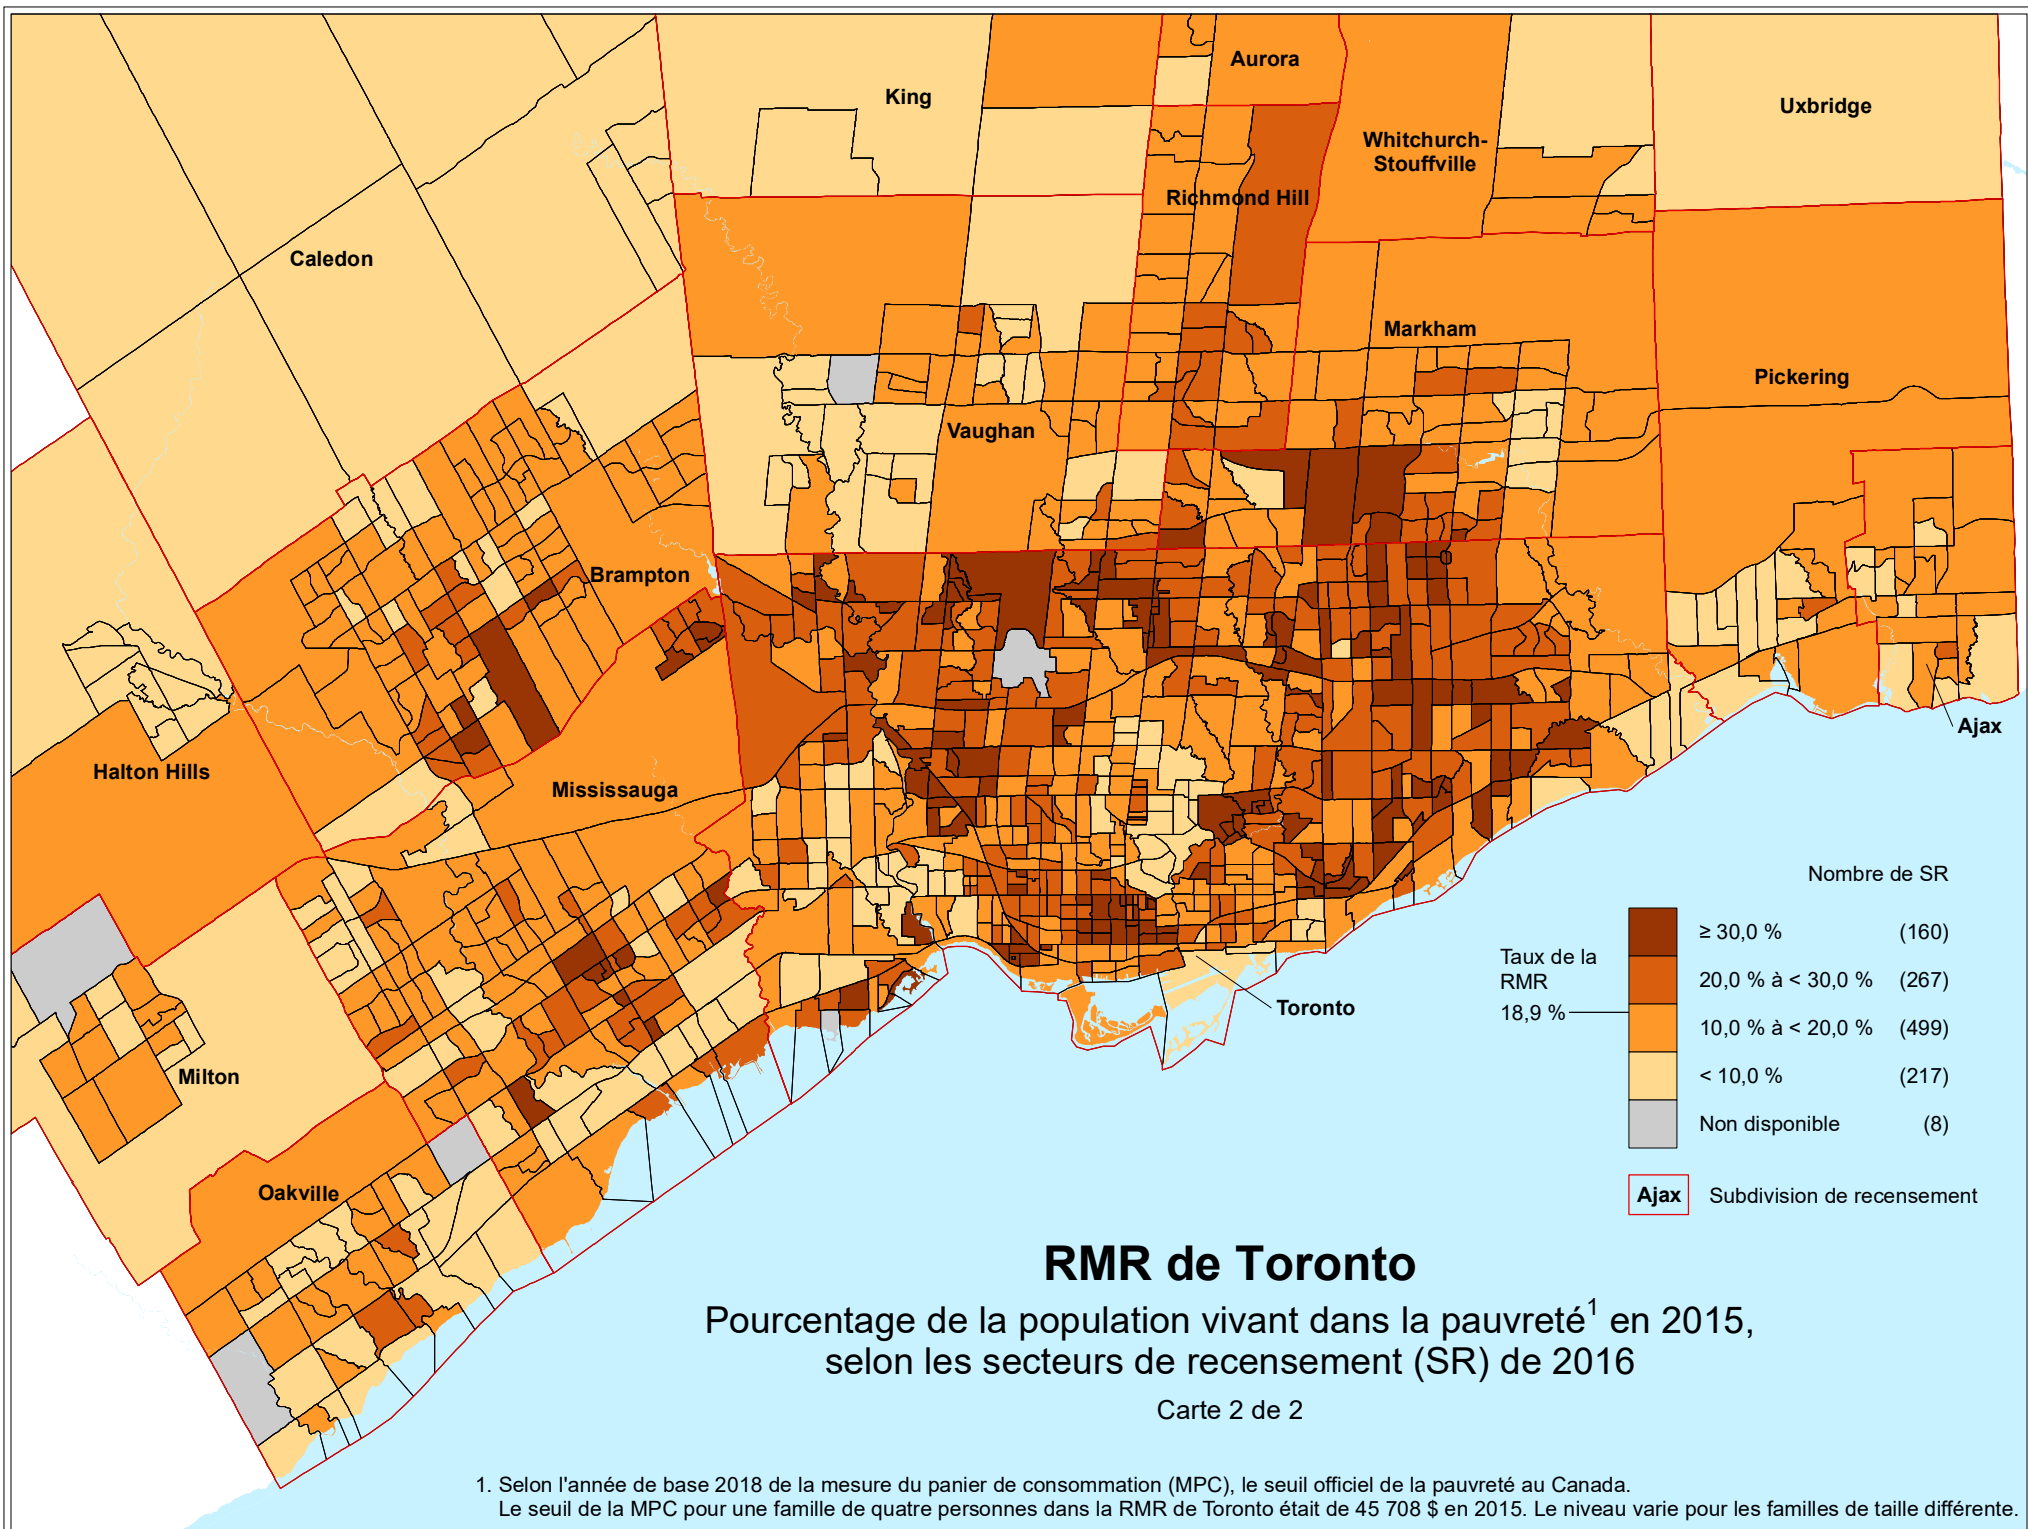 Aurora
King
Uxbridge
Whitchurch-
Stouffville
Richmond Hill
Caledon
Markham
Pickering
Vaughan
Brampton
Ajax
Halton Hills
Mississauga
Toronto
Milton
Oakville
Nombre de SR
≥ 30,0 % (160)
20,0 % à < 30,0 % (267)
10,0 % à < 20,0 % (499)
< 10,0 % (217)
Non disponible (8)
Taux de la
RMR
18,9 %
Ajax Subdivision de recensement
RMR de Toronto
Pourcentage de la population vivant dans la pauvreté1 en 2015,
selon les secteurs de recensement (SR) de 2016
Carte 2 de 2
1. Selon l'année de base 2018 de la mesure du panier de consommation (MPC), le seuil officiel de la pauvreté au Canada.
Le seuil de la MPC pour une famille de quatre personnes dans la RMR de Toronto était de 45 708 $ en 2015. Le niveau varie pour les familles de taille différente.